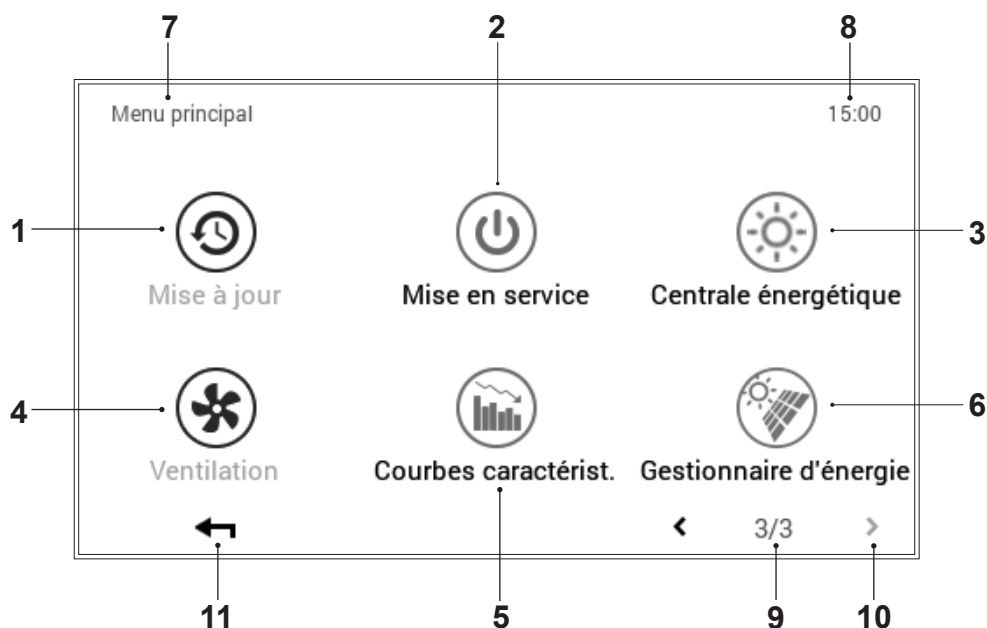 7 2 8
Menu principal 15:00
1 3
Mise à jour Mise en service Centrale énergétique
4 6
Ventilation Courbes caractérist. Gestionnaire d'énergie
3/3
11 5 9 10